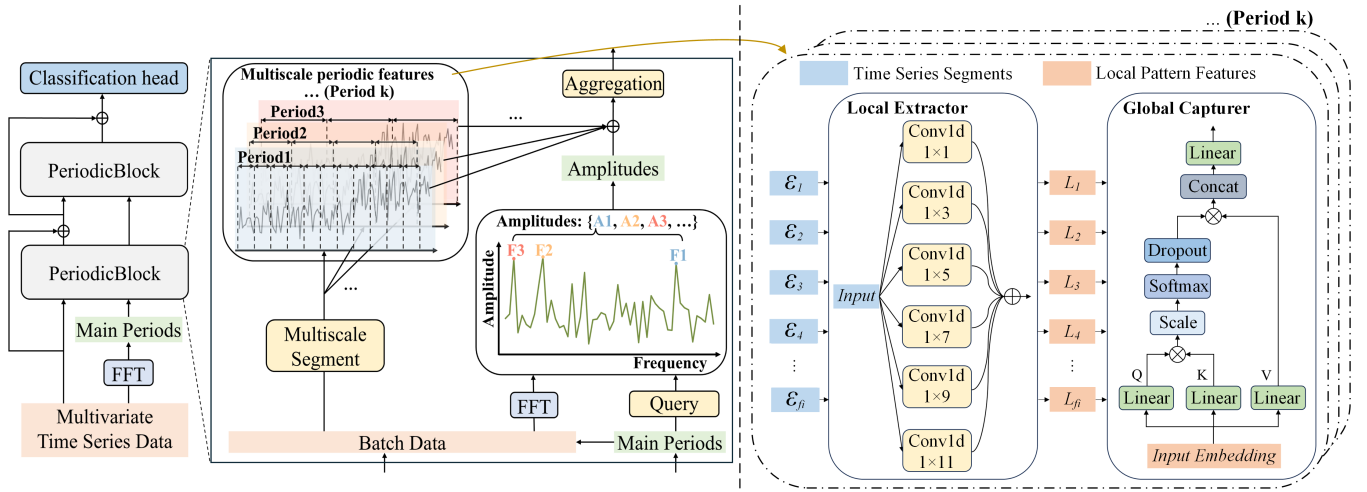 Classification head
PeriodicBlock
PeriodicBlock
Main Periods
FFT
Multivariate
Time Series Data
Multiscale periodic features
... (Period k)
Period3
Period2
Period1
...
Aggregation
Amplitudes
Amplitudes: {A1, A2, A3, ...}
F3
F2
F1
Amplitude
Frequency
...
Multiscale
Segment
FFT
Query
Batch Data
Main Periods
... (Period k)
Time Series Segments
Local Pattern Features
Local Extractor
ε1
ε2
ε3
ε4
⋮
εfi
Input
Conv1d
1×1
Conv1d
1×3
Conv1d
1×5
Conv1d
1×7
Conv1d
1×9
Conv1d
1×11
L1
L2
L3
L4
⋮
Lfi
Global Capturer
Linear
Concat
Dropout
Softmax
Scale
Q
K
V
Linear
Linear
Linear
Input Embedding